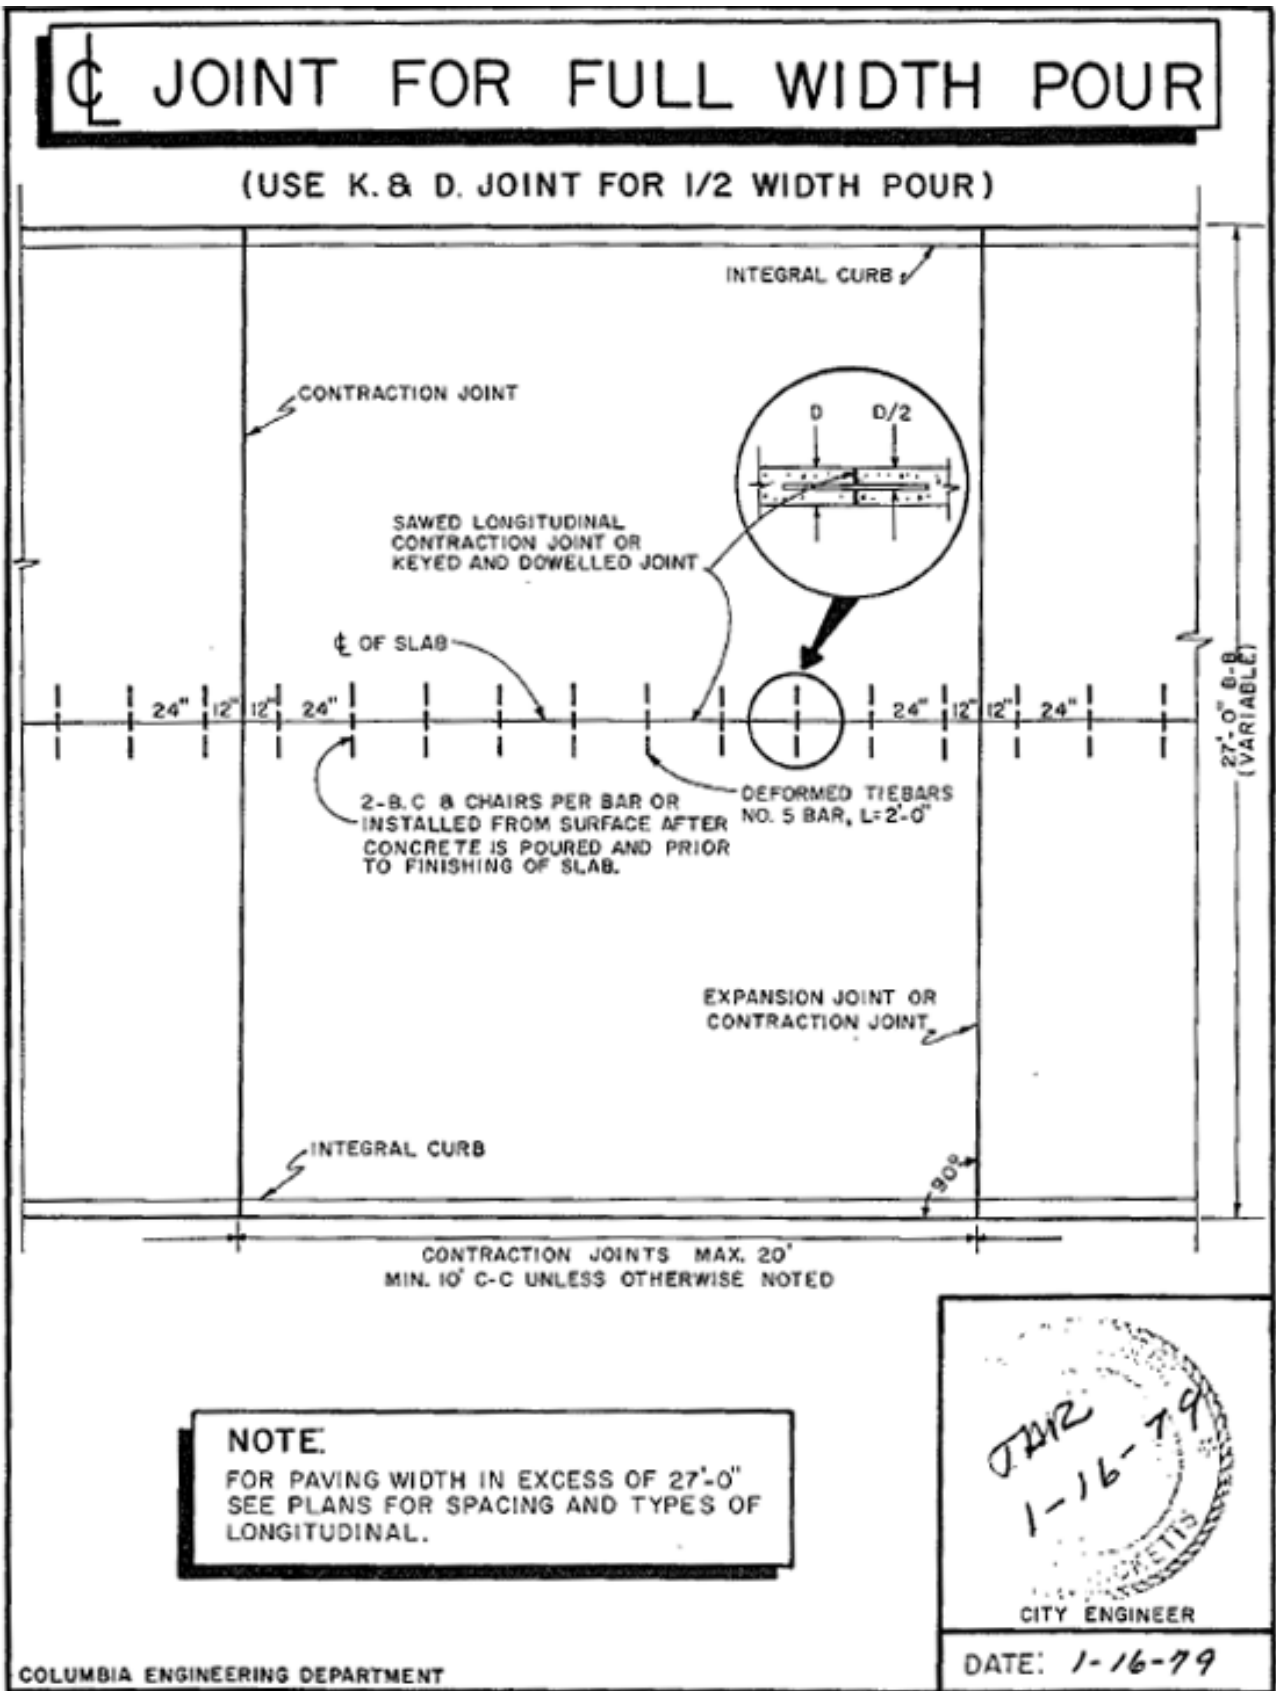 ℄ JOINT FOR FULL WIDTH POUR
(USE K. & D. JOINT FOR 1/2 WIDTH POUR)
INTEGRAL CURB
CONTRACTION JOINT
D D/2
SAWED LONGITUDINAL
CONTRACTION JOINT OR
KEYED AND DOWELLED JOINT
℄ OF SLAB
24" 12" 12" 24" 24" 12" 12" 24"
27'-0" B-B
(VARIABLE)
2-B.C & CHAIRS PER BAR OR
INSTALLED FROM SURFACE AFTER
CONCRETE IS POURED AND PRIOR
TO FINISHING OF SLAB.
DEFORMED TIEBARS
NO. 5 BAR, L=2'-0"
EXPANSION JOINT OR
CONTRACTION JOINT
INTEGRAL CURB
90°
CONTRACTION JOINTS MAX. 20'
MIN. 10' C-C UNLESS OTHERWISE NOTED
NOTE:
FOR PAVING WIDTH IN EXCESS OF 27'-0"
SEE PLANS FOR SPACING AND TYPES OF
LONGITUDINAL.
1-16-79
CITY ENGINEER
DATE: 1-16-79
COLUMBIA ENGINEERING DEPARTMENT